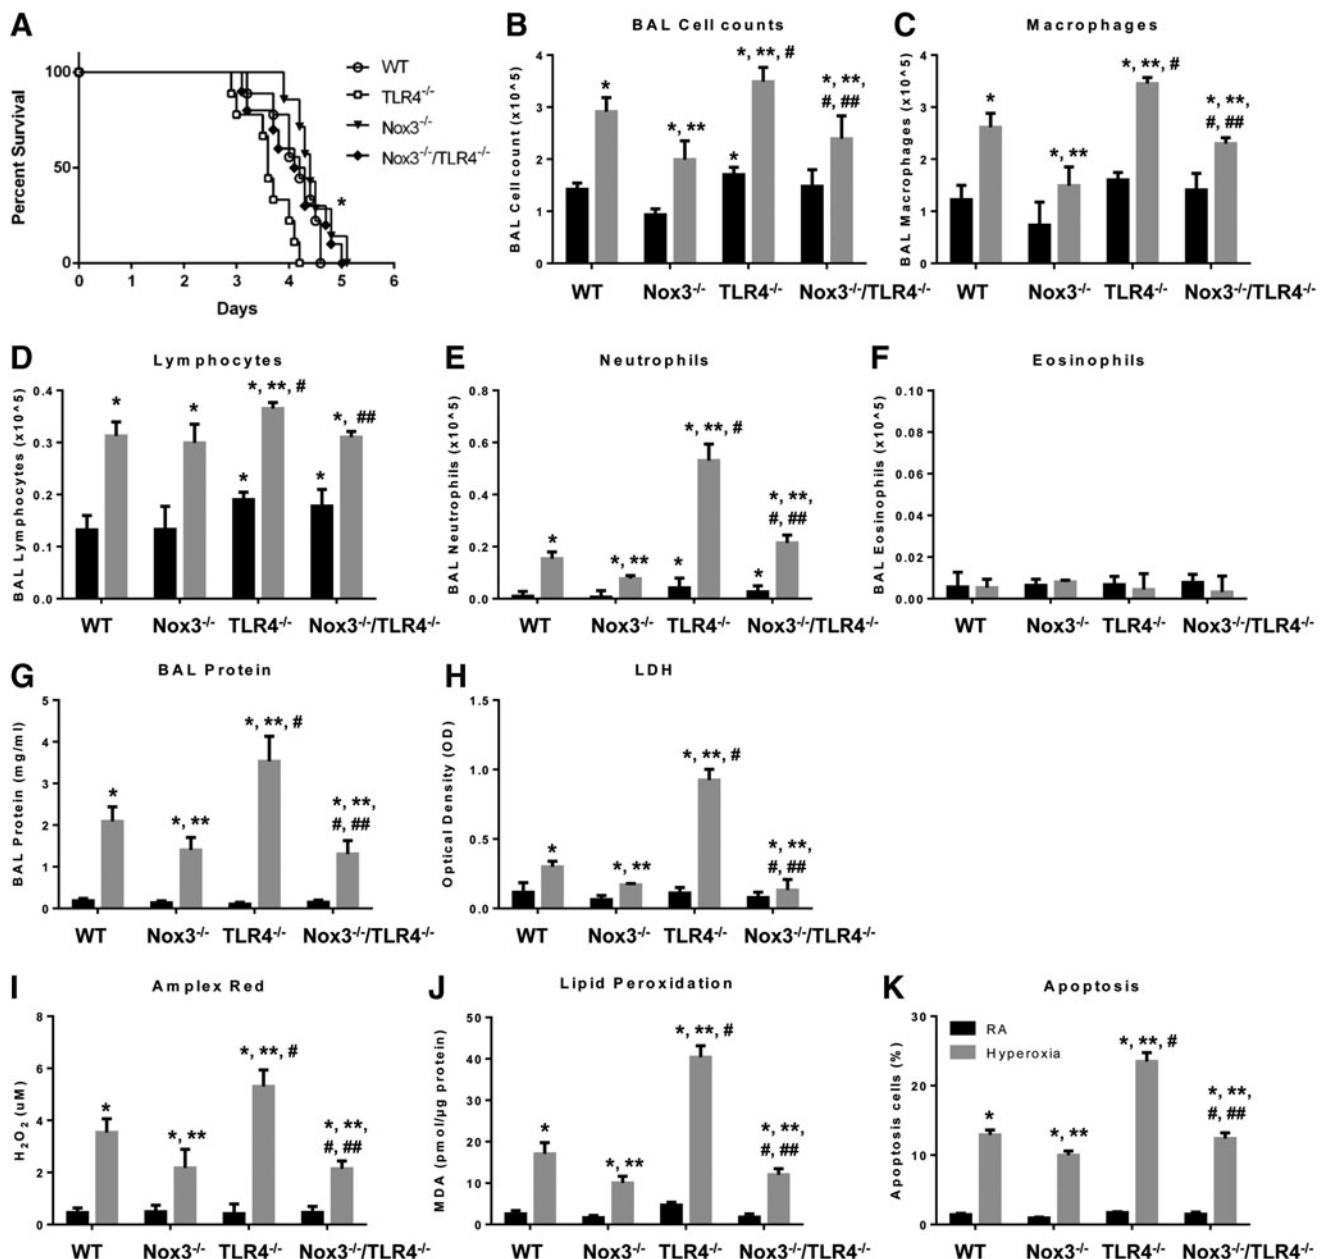 A
100
50
0
Percent Survival
0 1 2 3 4 5 6
Days
WT
TLR4-/-
Nox3-/-
Nox3-/-/TLR4-/-
*
B
BAL Cell counts
BAL Cell count (x10^5)
4
3
2
1
0
*
*, **
*
*, **, #
*, **,
#, ##
WT Nox3-/- TLR4-/- Nox3-/-/TLR4-/-
C
Macrophages
BAL Macrophages (x10^5)
4
3
2
1
0
*
*, **
*, **, #
*, **,
#, ##
WT Nox3-/- TLR4-/- Nox3-/-/TLR4-/-
D
Lymphocytes
BAL Lymphocytes (x10^5)
0.4
0.3
0.2
0.1
0.0
*
*
*
*, **, #
*
*, ##
WT Nox3-/- TLR4-/- Nox3-/-/TLR4-/-
E
Neutrophils
BAL Neutrophils (x10^5)
0.8
0.6
0.4
0.2
0.0
*
*, **
*
*, **, #
*
*, **,
#, ##
WT Nox3-/- TLR4-/- Nox3-/-/TLR4-/-
F
Eosinophils
BAL Eosinophils (x10^5)
0.10
0.08
0.06
0.04
0.02
0.00
WT Nox3-/- TLR4-/- Nox3-/-/TLR4-/-
G
BAL Protein
BAL Protein (mg/ml)
5
4
3
2
1
0
*
*, **
*, **, #
*, **,
#, ##
WT Nox3-/- TLR4-/- Nox3-/-/TLR4-/-
H
LDH
Optical Density (OD)
1.5
1.0
0.5
0.0
*
*, **
*, **, #
*, **,
#, ##
WT Nox3-/- TLR4-/- Nox3-/-/TLR4-/-
I
Amplex Red
H2O2 (uM)
8
6
4
2
0
*
*, **
*, **, #
*, **,
#, ##
WT Nox3-/- TLR4-/- Nox3-/-/TLR4-/-
J
Lipid Peroxidation
MDA (pmol/µg protein)
50
40
30
20
10
0
*
*, **
*, **, #
*, **,
#, ##
WT Nox3-/- TLR4-/- Nox3-/-/TLR4-/-
K
Apoptosis
Apoptosis cells (%)
30
20
10
0
RA
Hyperoxia
*
*, **
*, **, #
*, **,
#, ##
WT Nox3-/- TLR4-/- Nox3-/-/TLR4-/-